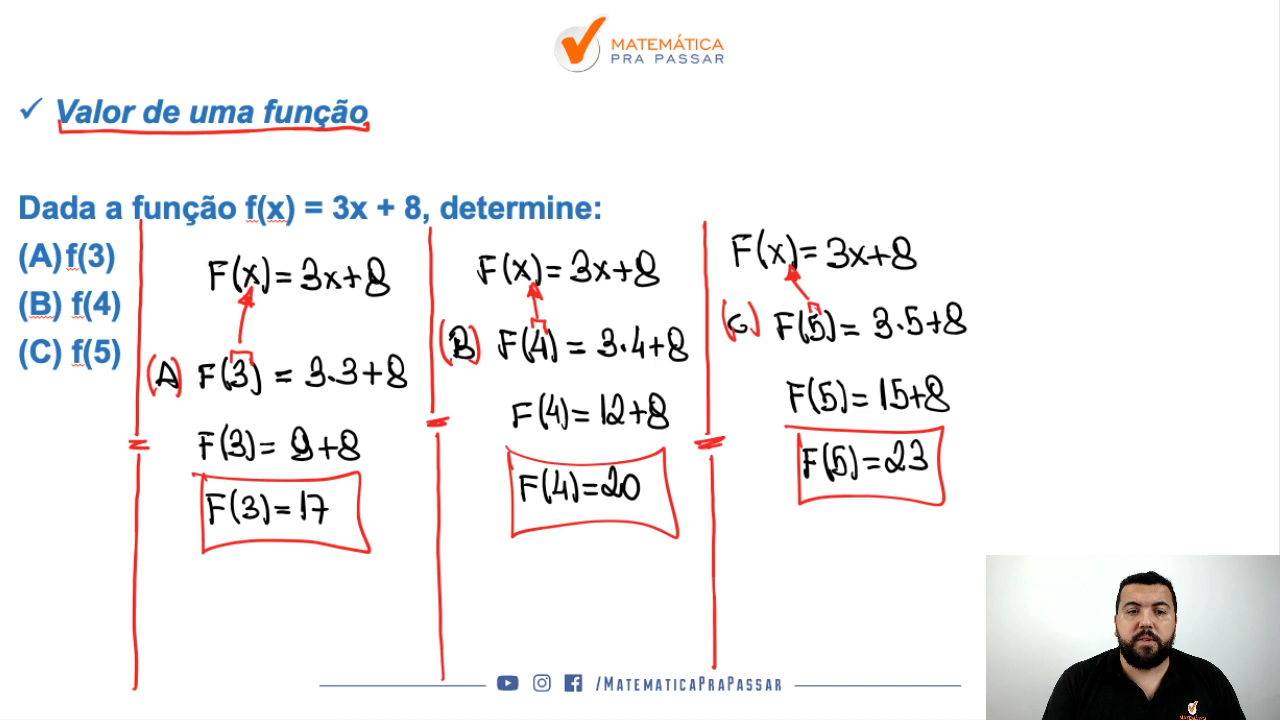 MATEMÁTICA
PRA PASSAR
✓ Valor de uma função
Dada a função f(x) = 3x + 8, determine:
(A) f(3)
(B) f(4)
(C) f(5)
F(x) = 3x+8
(A) F(3) = 3.3+8
F(3) = 9+8
F(3) = 17
F(x) = 3x+8
(B) F(4) = 3.4+8
F(4) = 12+8
F(4) = 20
F(x) = 3x+8
(C) F(5) = 3.5+8
F(5) = 15+8
F(5) = 23
/MatematicaPraPassar
MATEMÁTICA